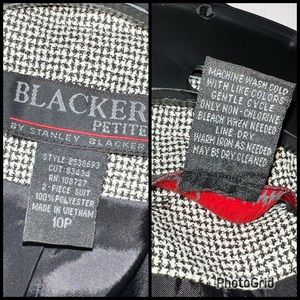 BLACKER
PETITE
BY STANLEY BLACKER
STYLE: 2538693
CUT: 83434
RN: 108727
2-PIECE SUIT
100% POLYESTER
MADE IN VIETNAM
10P
MACHINE WASH COLD
WITH LIKE COLORS
GENTLE CYCLE
ONLY NON-CHLORINE
BLEACH WHEN NEEDED
LINE DRY
WARM IRON AS NEEDED
MAY BE DRY CLEANED
PhotoGrid